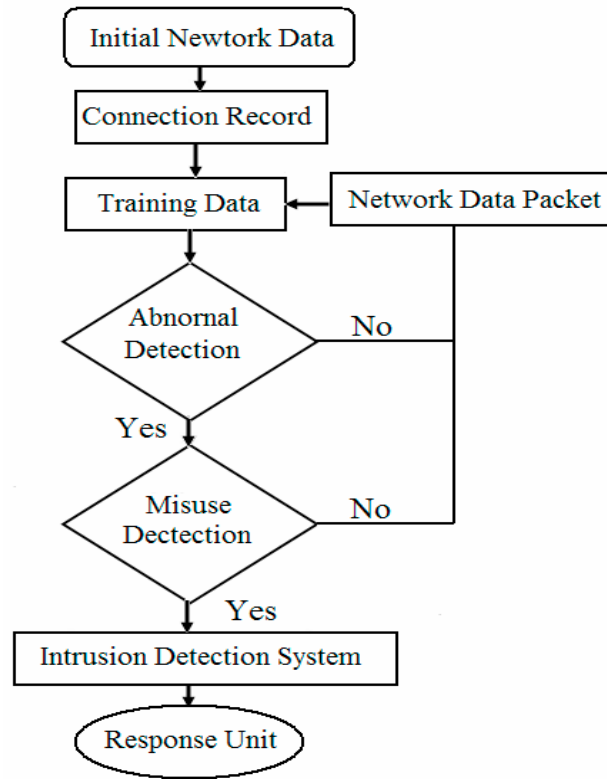 Initial Newtork Data
Connection Record
Training Data
Network Data Packet
Abnornal
Detection
No
Yes
Misuse
Dectection
No
Yes
Intrusion Detection System
Response Unit